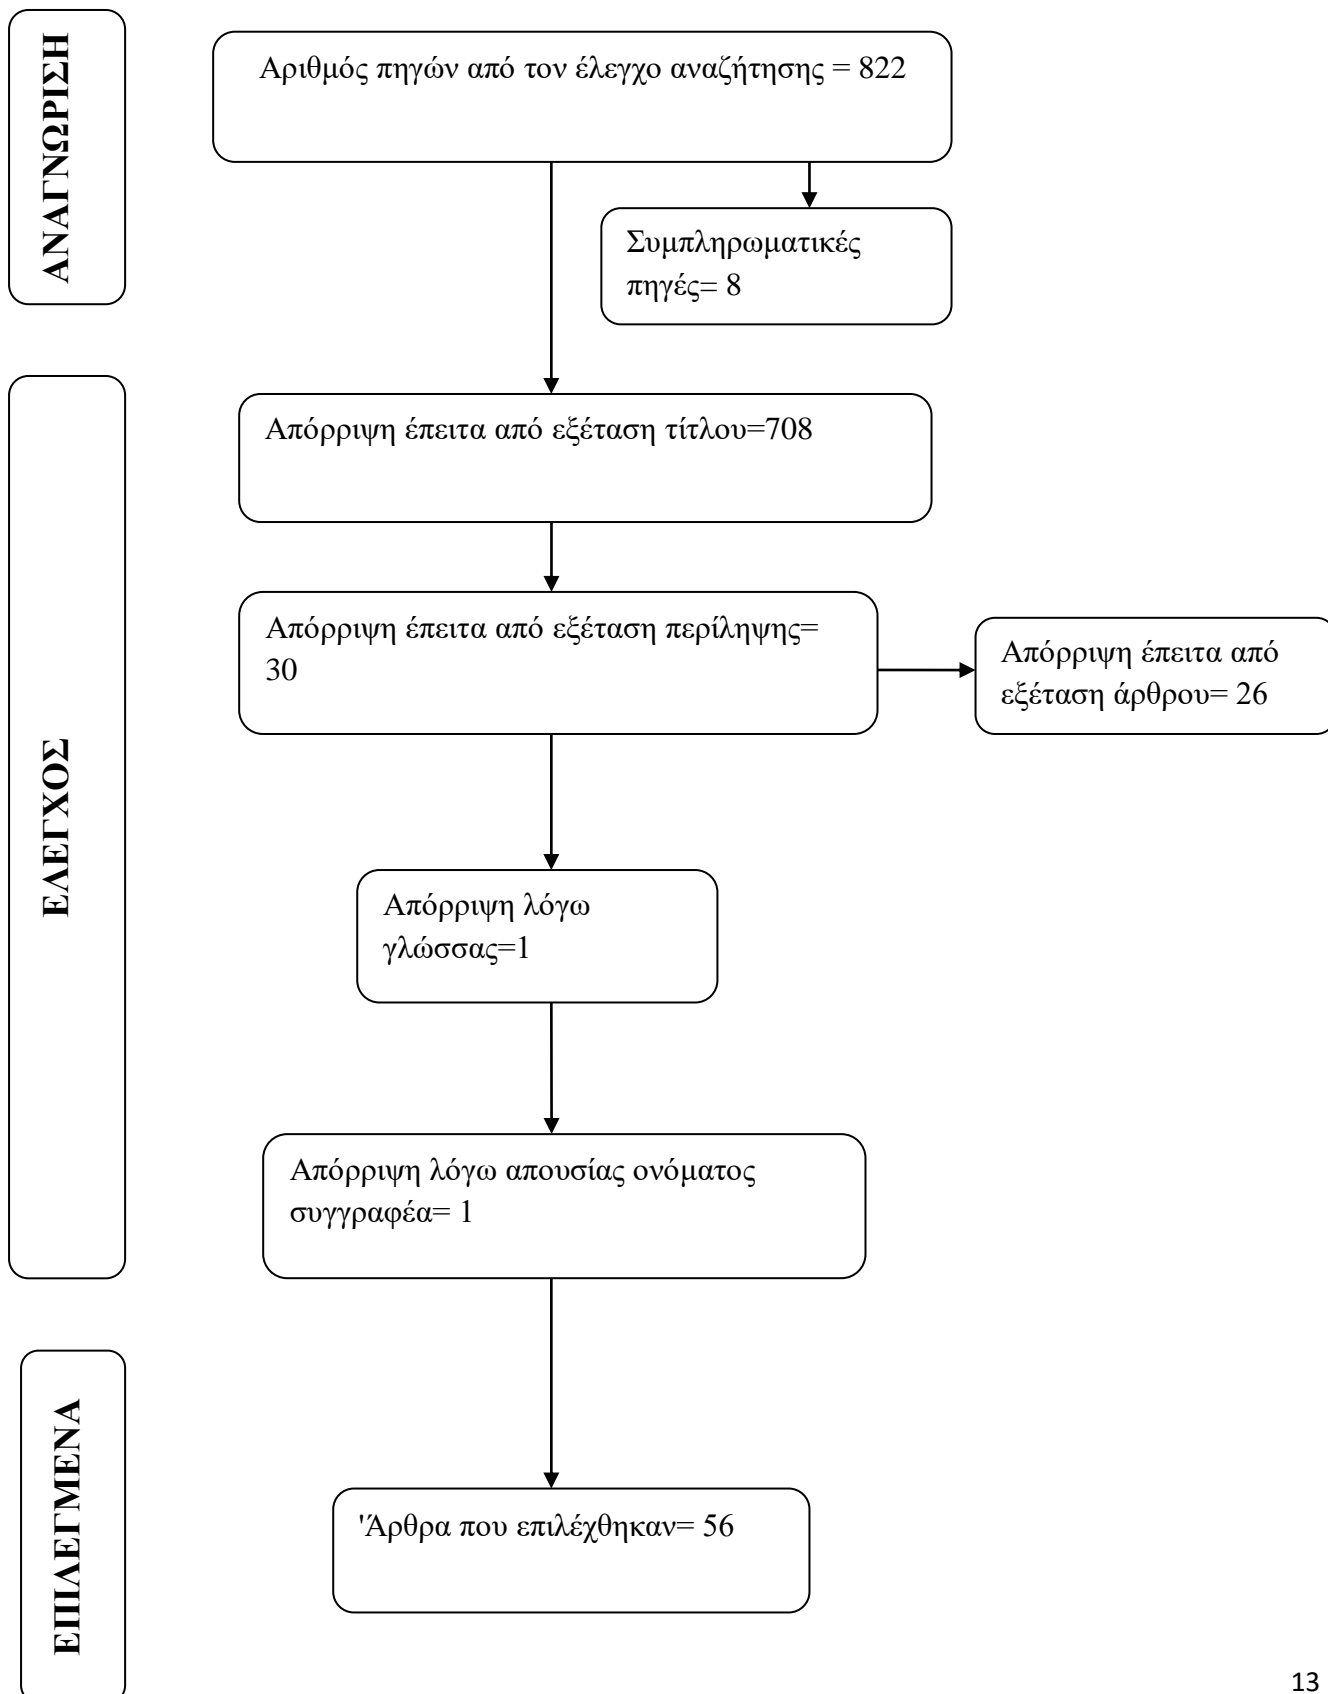 ΑΝΑΓΝΩΡΙΣΗ
Αριθμός πηγών από τον έλεγχο αναζήτησης = 822
Συμπληρωματικές
πηγές= 8
ΕΛΕΓΧΟΣ
Απόρριψη έπειτα από εξέταση τίτλου=708
Απόρριψη έπειτα από εξέταση περίληψης=
30
Απόρριψη έπειτα από
εξέταση άρθρου= 26
Απόρριψη λόγω
γλώσσας=1
Απόρριψη λόγω απουσίας ονόματος
συγγραφέα= 1
ΕΠΙΛΕΓΜΕΝΑ
'Άρθρα που επιλέχθηκαν= 56
13